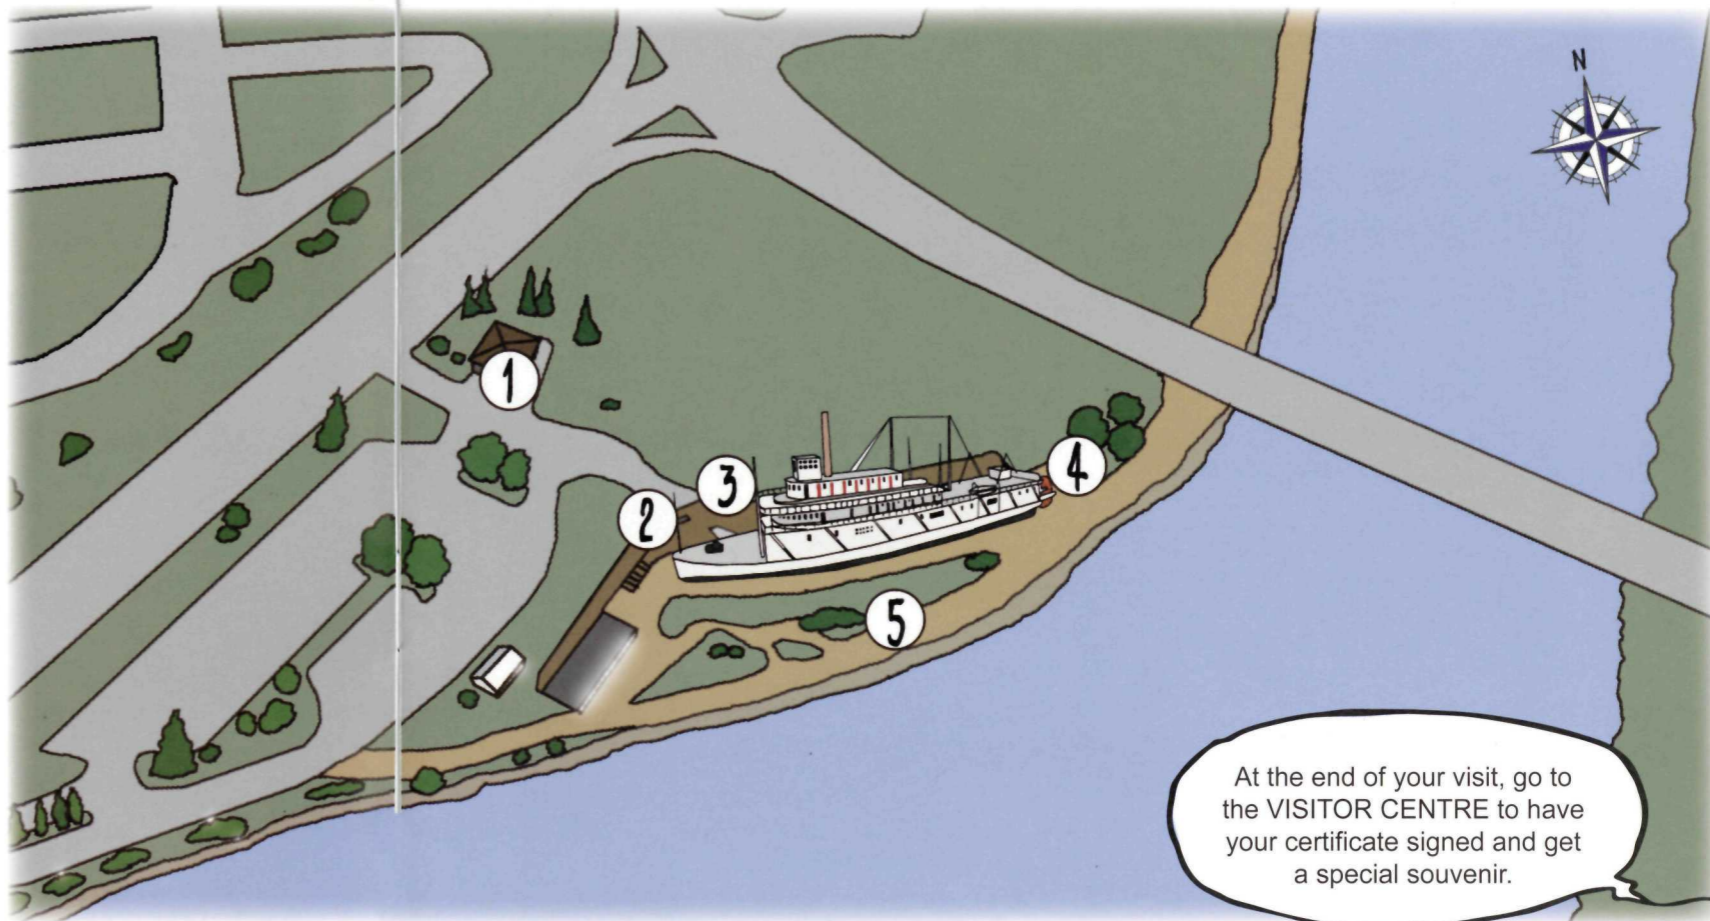 N
1
3
4
2
5
At the end of your visit, go to
the VISITOR CENTRE to have
your certificate signed and get
a special souvenir.